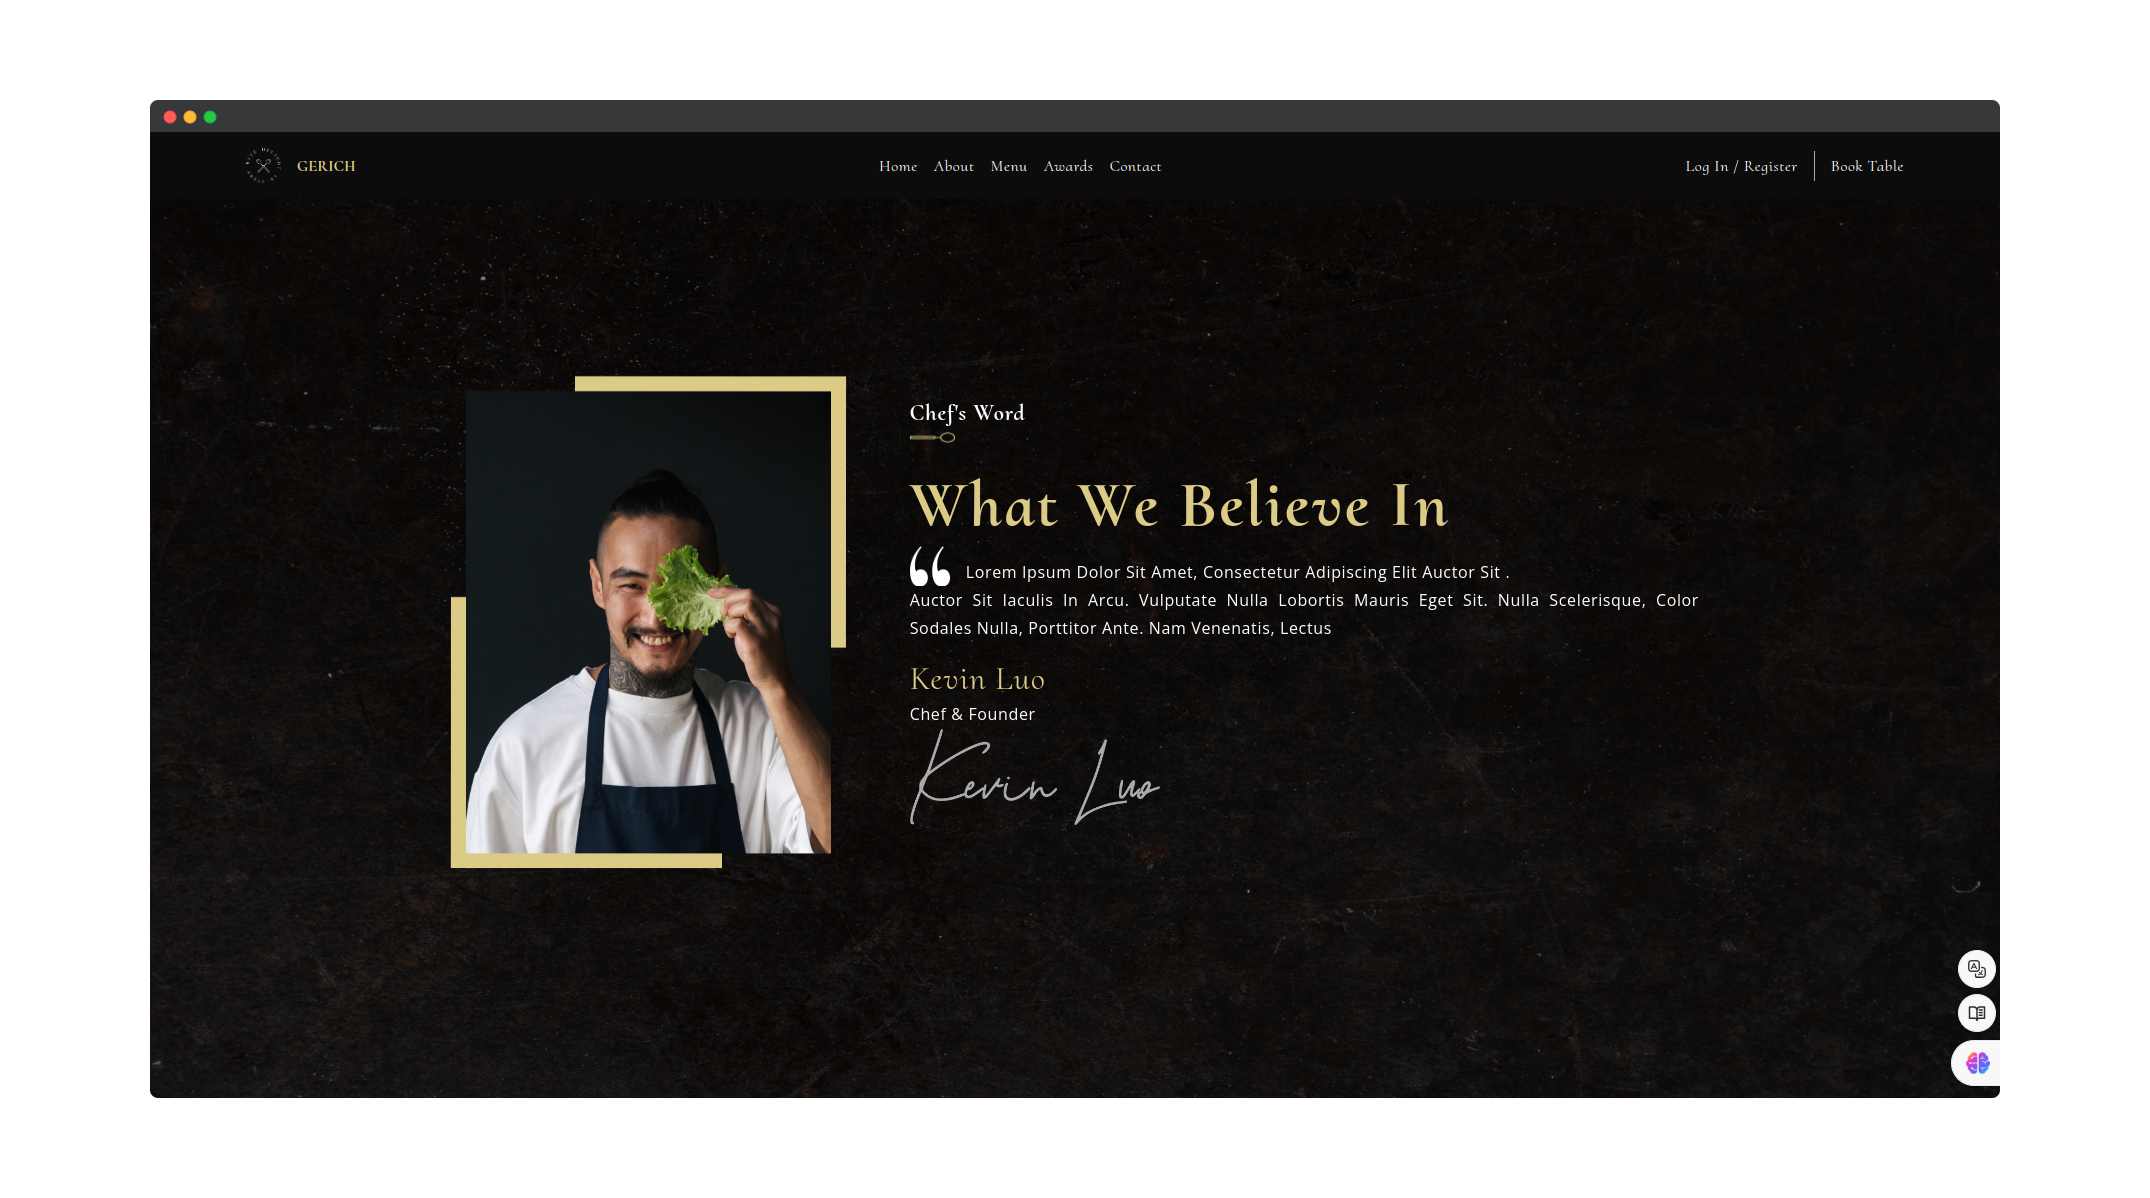 GERICH
Home About Menu Awards Contact
Log In / Register Book Table
Chef's Word
What We Believe In
“ Lorem Ipsum Dolor Sit Amet, Consectetur Adipiscing Elit Auctor Sit .
Auctor Sit Iaculis In Arcu. Vulputate Nulla Lobortis Mauris Eget Sit. Nulla Scelerisque, Color
Sodales Nulla, Porttitor Ante. Nam Venenatis, Lectus
Kevin Luo
Chef & Founder
Kevin Luo